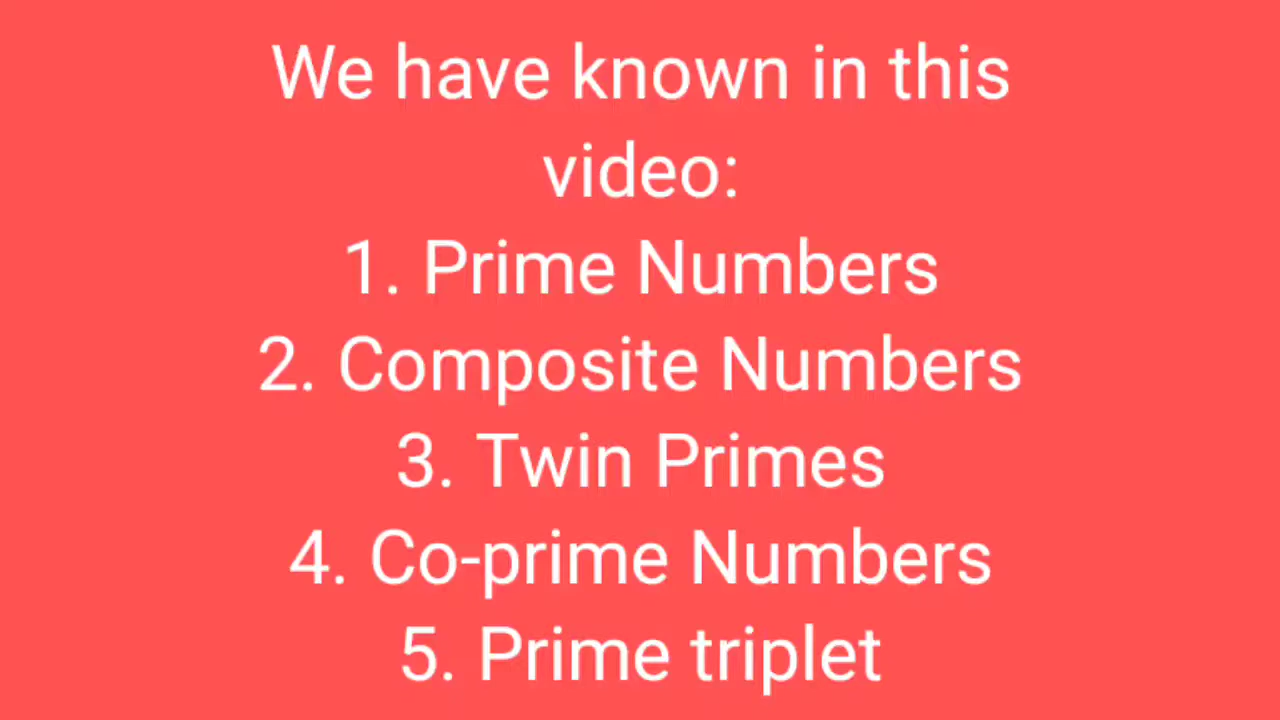 We have known in this
video:
1. Prime Numbers
2. Composite Numbers
3. Twin Primes
4. Co-prime Numbers
5. Prime triplet